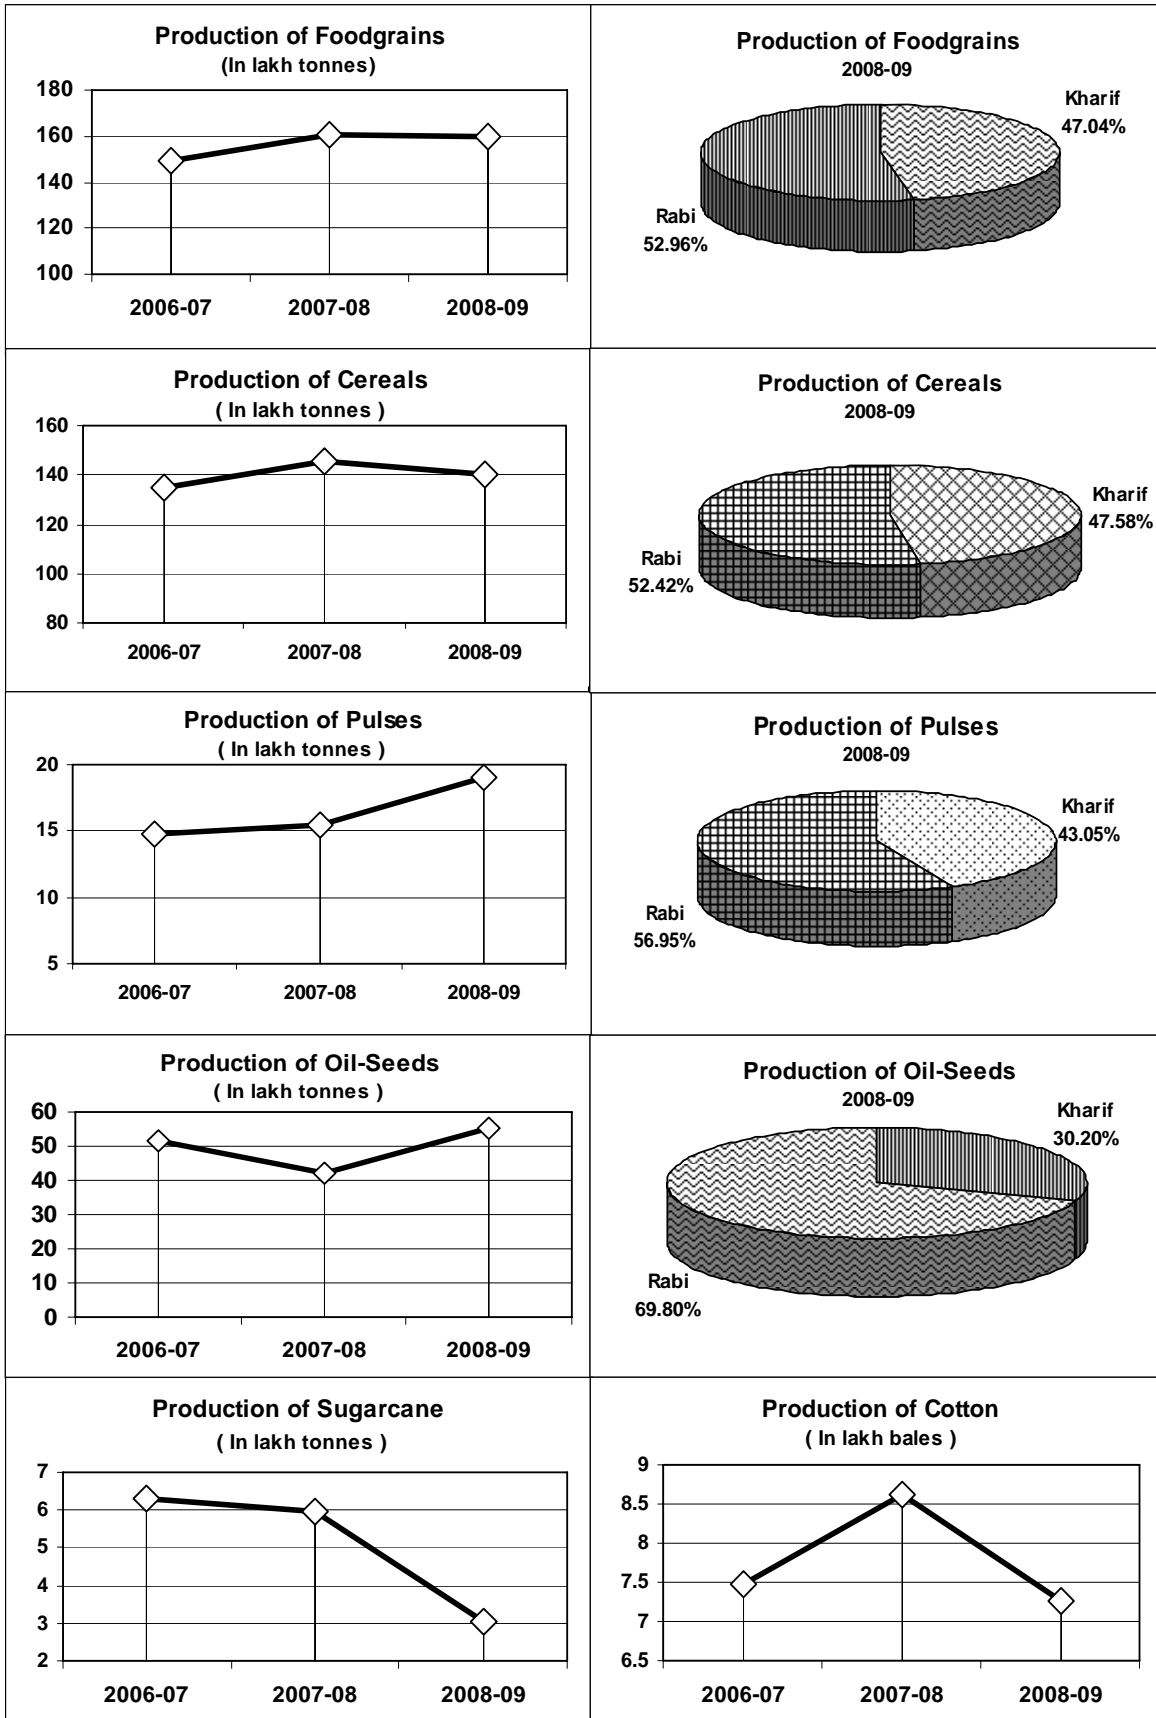 Production of Foodgrains
(In lakh tonnes)
180
160
140
120
100
2006-07 2007-08 2008-09
Production of Foodgrains
2008-09
Kharif
47.04%
Rabi
52.96%
Production of Cereals
( In lakh tonnes )
160
140
120
100
80
2006-07 2007-08 2008-09
Production of Cereals
2008-09
Kharif
47.58%
Rabi
52.42%
Production of Pulses
( In lakh tonnes )
20
15
10
5
2006-07 2007-08 2008-09
Production of Pulses
2008-09
Kharif
43.05%
Rabi
56.95%
Production of Oil-Seeds
( In lakh tonnes )
60
50
40
30
20
10
0
2006-07 2007-08 2008-09
Production of Oil-Seeds
2008-09
Kharif
30.20%
Rabi
69.80%
Production of Sugarcane
( In lakh tonnes )
7
6
5
4
3
2
2006-07 2007-08 2008-09
Production of Cotton
( In lakh bales )
9
8.5
8
7.5
7
6.5
2006-07 2007-08 2008-09